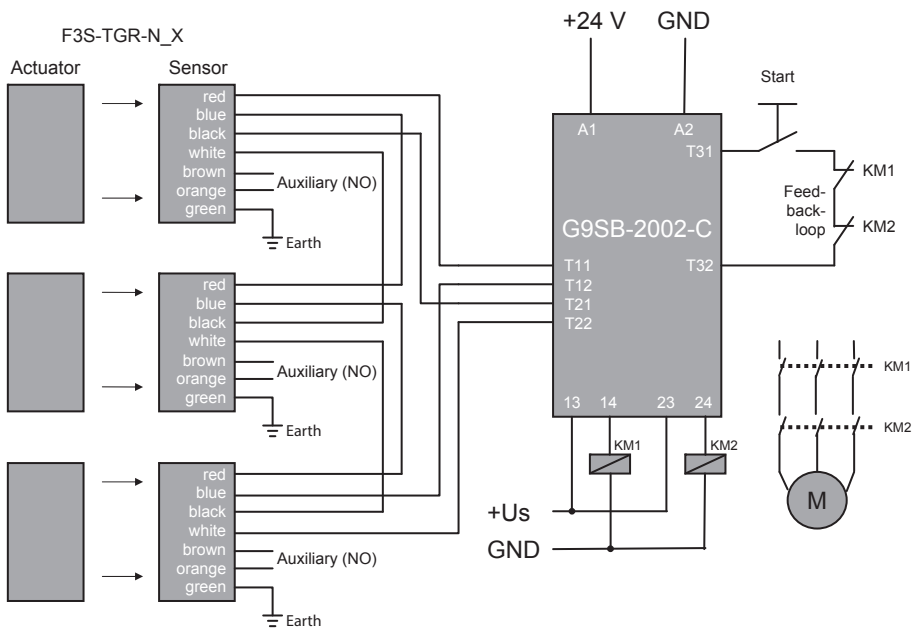 F3S-TGR-N_X
Actuator
Sensor
red
blue
black
white
brown
orange
green
Auxiliary (NO)
Earth
red
blue
black
white
brown
orange
green
Auxiliary (NO)
Earth
red
blue
black
white
brown
orange
green
Auxiliary (NO)
Earth
+24 V
GND
A1
A2
T31
G9SB-2002-C
T11
T12
T21
T22
T32
13
14
23
24
Start
KM1
Feed-
back-
loop
KM2
KM1
KM2
+Us
GND
KM1
KM2
M